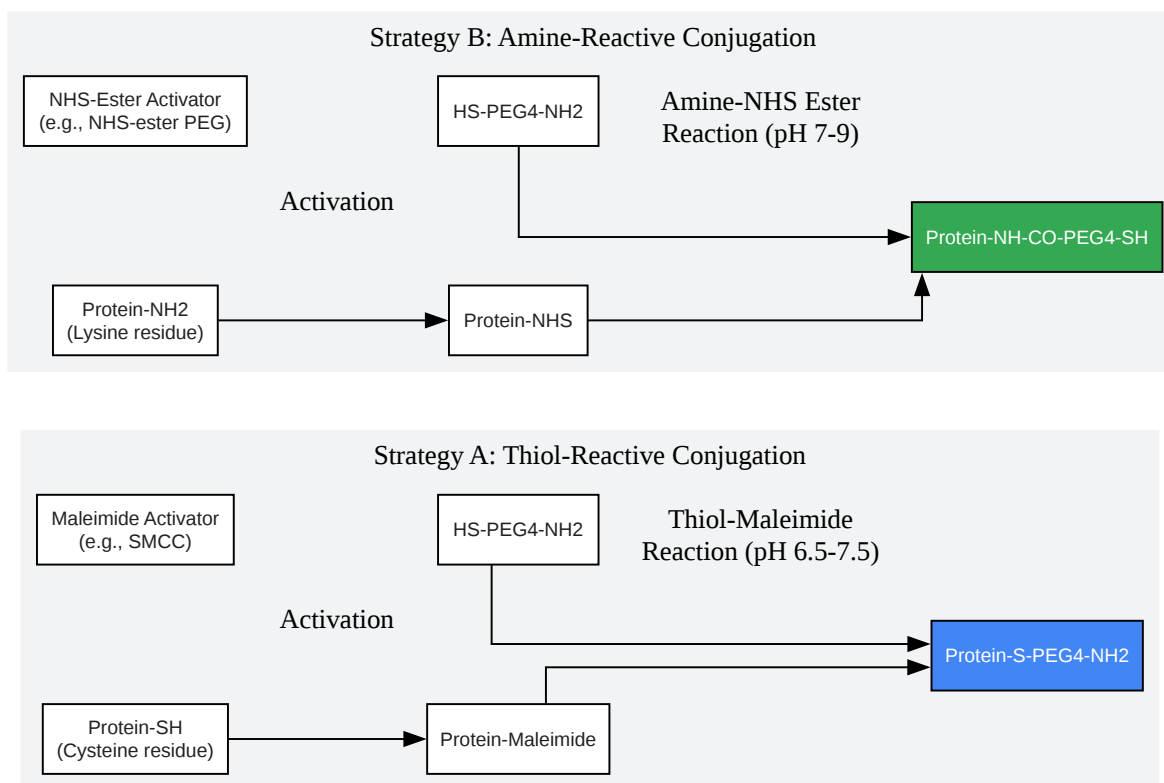 Strategy B: Amine-Reactive Conjugation
NHS-Ester Activator
(e.g., NHS-ester PEG)
HS-PEG4-NH2
Amine-NHS Ester
Reaction (pH 7-9)
Activation
Protein-NH-CO-PEG4-SH
Protein-NH2
(Lysine residue)
Protein-NHS
Strategy A: Thiol-Reactive Conjugation
Maleimide Activator
(e.g., SMCC)
HS-PEG4-NH2
Thiol-Maleimide
Reaction (pH 6.5-7.5)
Activation
Protein-S-PEG4-NH2
Protein-SH
(Cysteine residue)
Protein-Maleimide